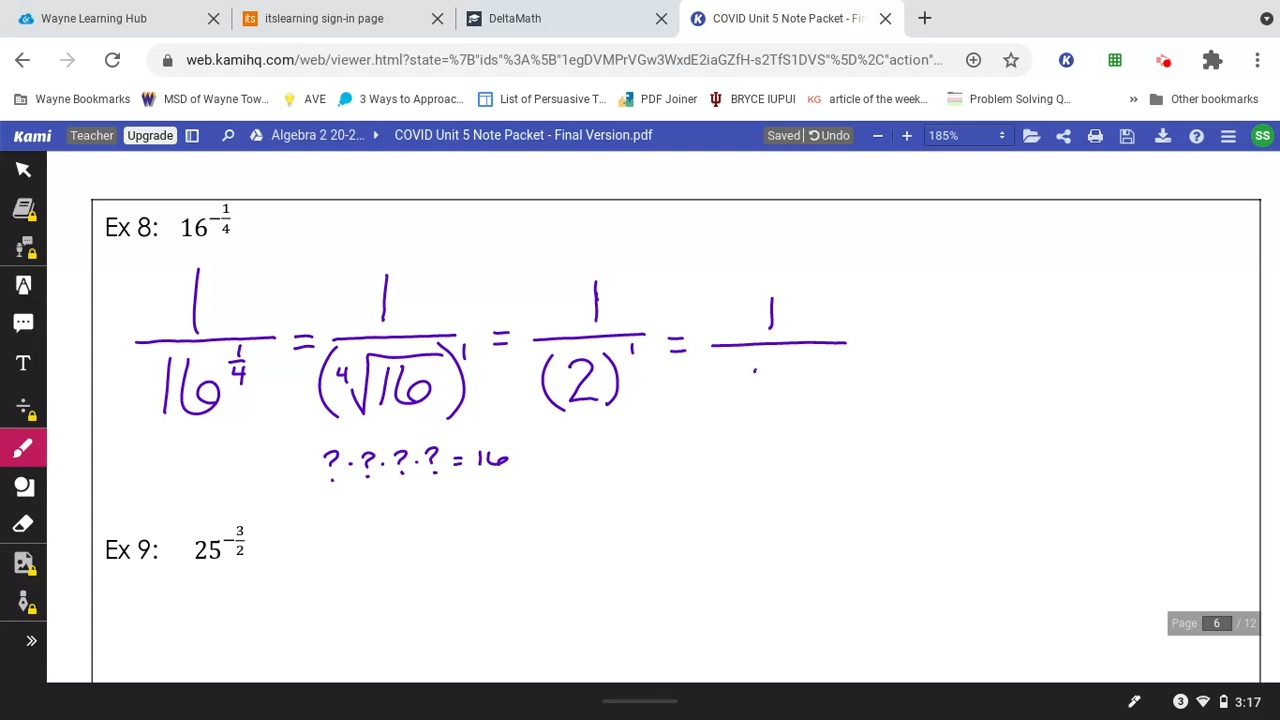 Wayne Learning Hub its itslearning sign-in page DeltaMath K COVID Unit 5 Note Packet - Fin
web.kamihq.com/web/viewer.html?state=%7B"ids"%3A%5B"1egDVMPrVGw3WxdE2iaGZfH-s2TfS1DVS"%5D%2C"action"...
Wayne Bookmarks MSD of Wayne Tow... AVE 3 Ways to Approac... List of Persuasive T... PDF Joiner BRYCE IUPUI KG article of the week... Problem Solving Q... » Other bookmarks
Kami Teacher Upgrade Algebra 2 20-2... COVID Unit 5 Note Packet - Final Version.pdf Saved Undo 185% SS
Ex 8: 16^(-1/4)
1/16^(1/4) = 1/(⁴√16)^1 = 1/(2)^1 = 1/
? · ? · ? · ? = 16
Ex 9: 25^(-3/2)
Page 6 / 12
3 3:17